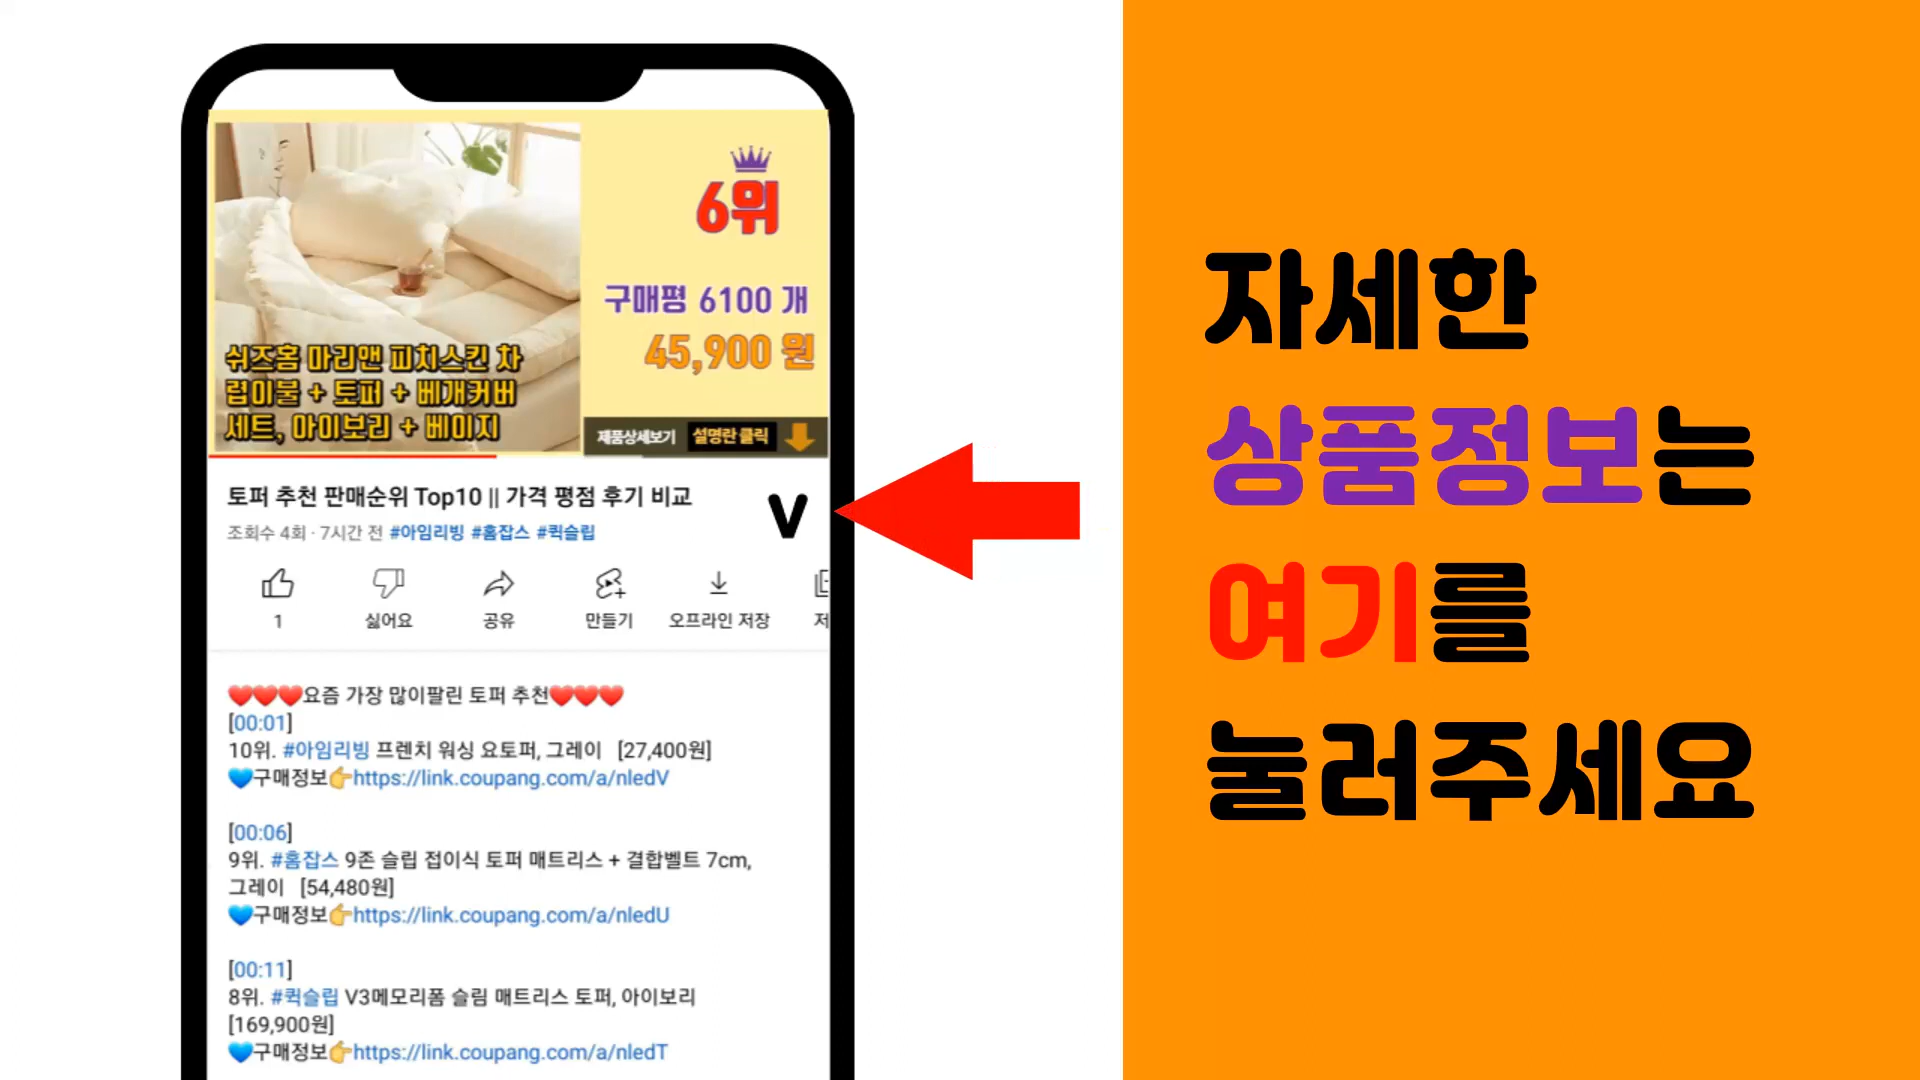 6위
구매평 6100 개
45,900 원
쉬즈홈 마리앤 피치스킨 차
렵이불 + 토퍼 + 베개커버
세트, 아이보리 + 베이지
제품상세보기 설명란 클릭
토퍼 추천 판매순위 Top10 || 가격 평점 후기 비교
V
조회수 4회 · 7시간 전 #아임리빙 #홈잡스 #퀵슬립
1 싫어요 공유 만들기 오프라인 저장 저
❤️❤️❤️요즘 가장 많이팔린 토퍼 추천❤️❤️❤️
[00:01]
10위. #아임리빙 프렌치 워싱 요토퍼, 그레이 [27,400원]
💙구매정보👉https://link.coupang.com/a/nledV
[00:06]
9위. #홈잡스 9존 슬립 접이식 토퍼 매트리스 + 결합벨트 7cm,
그레이 [54,480원]
💙구매정보👉https://link.coupang.com/a/nledU
[00:11]
8위. #퀵슬립 V3메모리폼 슬림 매트리스 토퍼, 아이보리
[169,900원]
💙구매정보👉https://link.coupang.com/a/nledT
자세한
상품정보는
여기를
눌러주세요